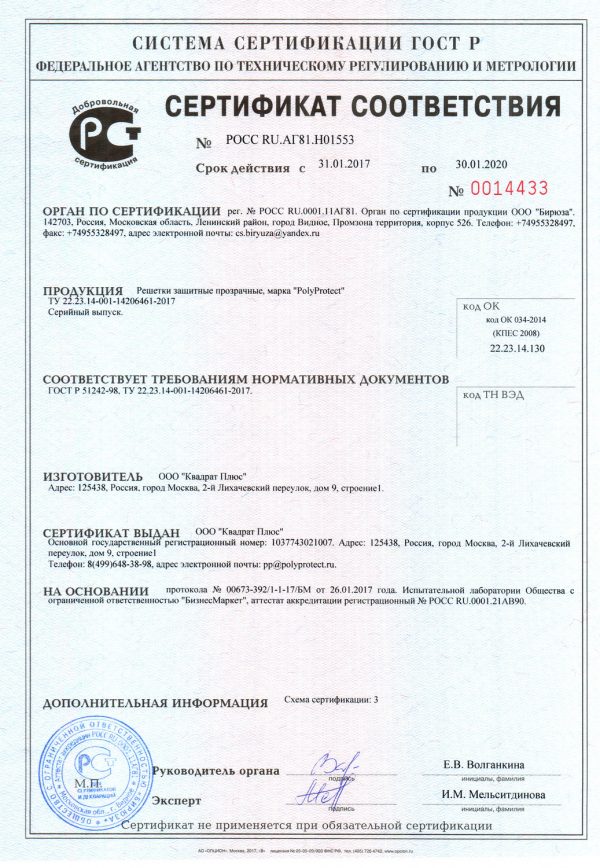 СИСТЕМА СЕРТИФИКАЦИИ ГОСТ Р
ФЕДЕРАЛЬНОЕ АГЕНТСТВО ПО ТЕХНИЧЕСКОМУ РЕГУЛИРОВАНИЮ И МЕТРОЛОГИИ
Добровольная
РСТ
сертификация
СЕРТИФИКАТ СООТВЕТСТВИЯ
№ РОСС RU.АГ81.Н01553
Срок действия с 31.01.2017 по 30.01.2020
№ 0014433
ОРГАН ПО СЕРТИФИКАЦИИ рег. № РОСС RU.0001.11АГ81. Орган по сертификации продукции ООО "Бирюза".
142703, Россия, Московская область, Ленинский район, город Видное, Промзона территория, корпус 526. Телефон: +74955328497,
факс: +74955328497, адрес электронной почты: cs.biryuza@yandex.ru
ПРОДУКЦИЯ Решетки защитные прозрачные, марка "PolyProtect"
ТУ 22.23.14-001-14206461-2017
Серийный выпуск.
код ОК
код ОК 034-2014
(КПЕС 2008)
22.23.14.130
СООТВЕТСТВУЕТ ТРЕБОВАНИЯМ НОРМАТИВНЫХ ДОКУМЕНТОВ
ГОСТ Р 51242-98, ТУ 22.23.14-001-14206461-2017.
код ТН ВЭД
ИЗГОТОВИТЕЛЬ ООО "Квадрат Плюс"
Адрес: 125438, Россия, город Москва, 2-й Лихачевский переулок, дом 9, строение1.
СЕРТИФИКАТ ВЫДАН ООО "Квадрат Плюс"
Основной государственный регистрационный номер: 1037743021007. Адрес: 125438, Россия, город Москва, 2-й Лихачевский
переулок, дом 9, строение1
Телефон: 8(499)648-38-98, адрес электронной почты: pp@polyprotect.ru.
НА ОСНОВАНИИ протокола № 00673-392/1-1-17/БМ от 26.01.2017 года. Испытательной лаборатории Общества с
ограниченной ответственностью "БизнесМаркет", аттестат аккредитации регистрационный № РОСС RU.0001.21АВ90.
ДОПОЛНИТЕЛЬНАЯ ИНФОРМАЦИЯ Схема сертификации: 3
М.П.
Руководитель органа
подпись
Е.В. Волганкина
инициалы, фамилия
Эксперт
подпись
И.М. Мельситдинова
инициалы, фамилия
Сертификат не применяется при обязательной сертификации